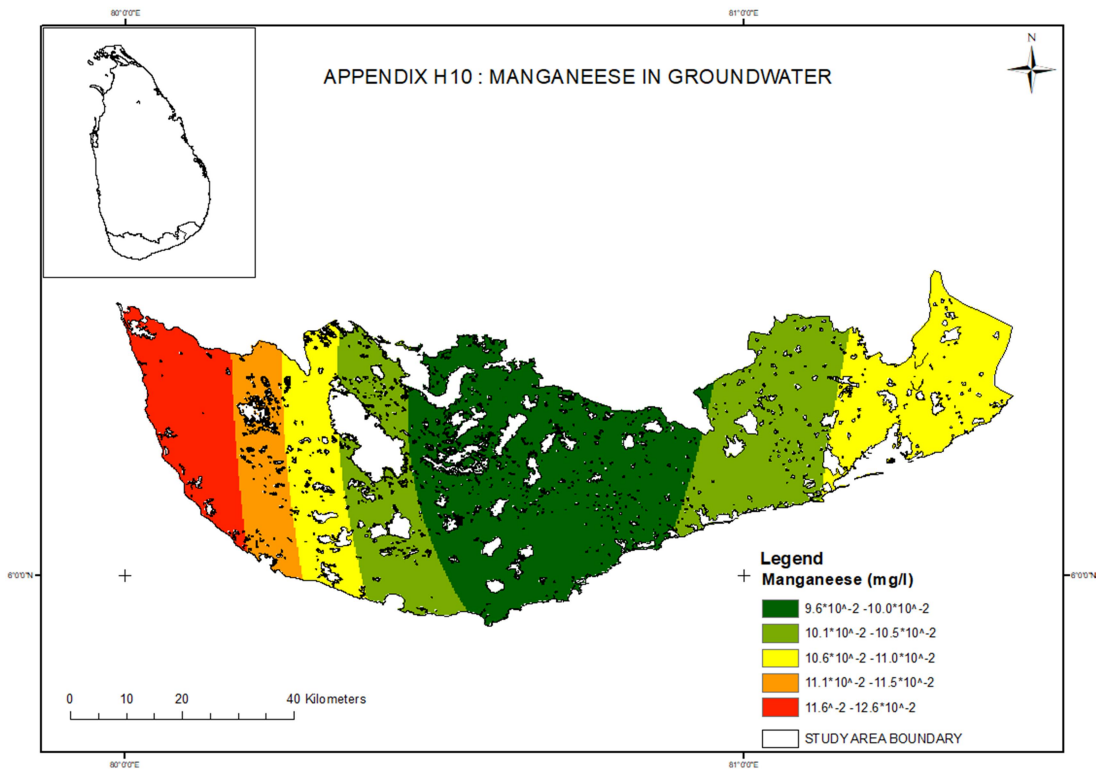 80°0'0"E
81°0'0"E
N
APPENDIX H10 : MANGANEESE IN GROUNDWATER
6°0'0"N
6°0'0"N
Legend
Manganeese (mg/l)
9.6*10^-2 -10.0*10^-2
10.1*10^-2 -10.5*10^-2
10.6*10^-2 -11.0*10^-2
11.1*10^-2 -11.5*10^-2
11.6^-2 -12.6*10^-2
STUDY AREA BOUNDARY
0 10 20 40 Kilometers
80°0'0"E
81°0'0"E